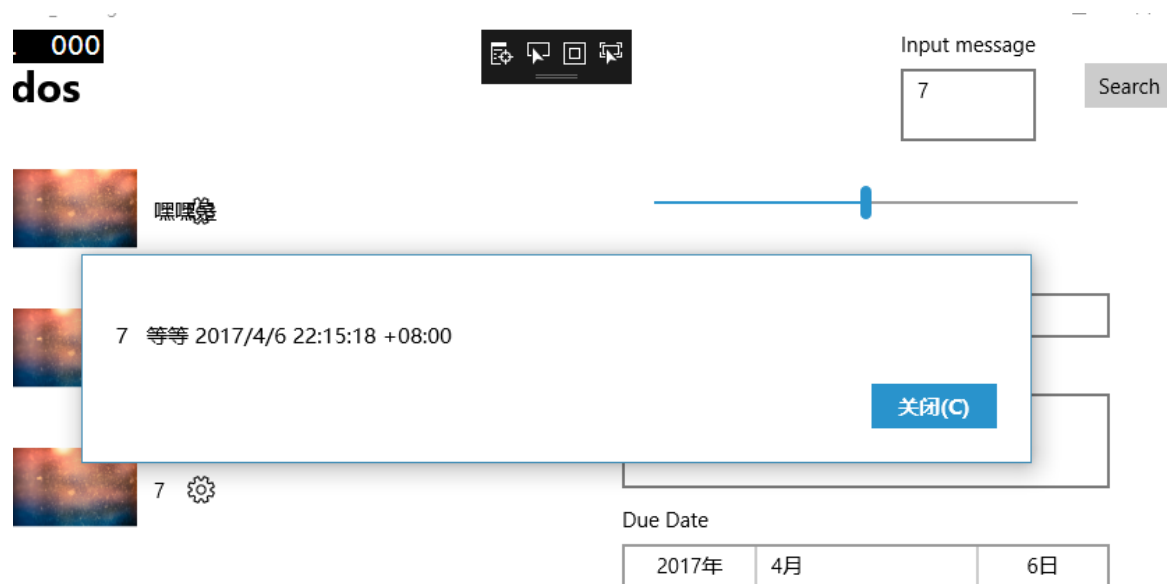 000
dos
Input message
7
Search
嘿嘿
7 等等 2017/4/6 22:15:18 +08:00
关闭(C)
7
Due Date
2017年 4月 6日